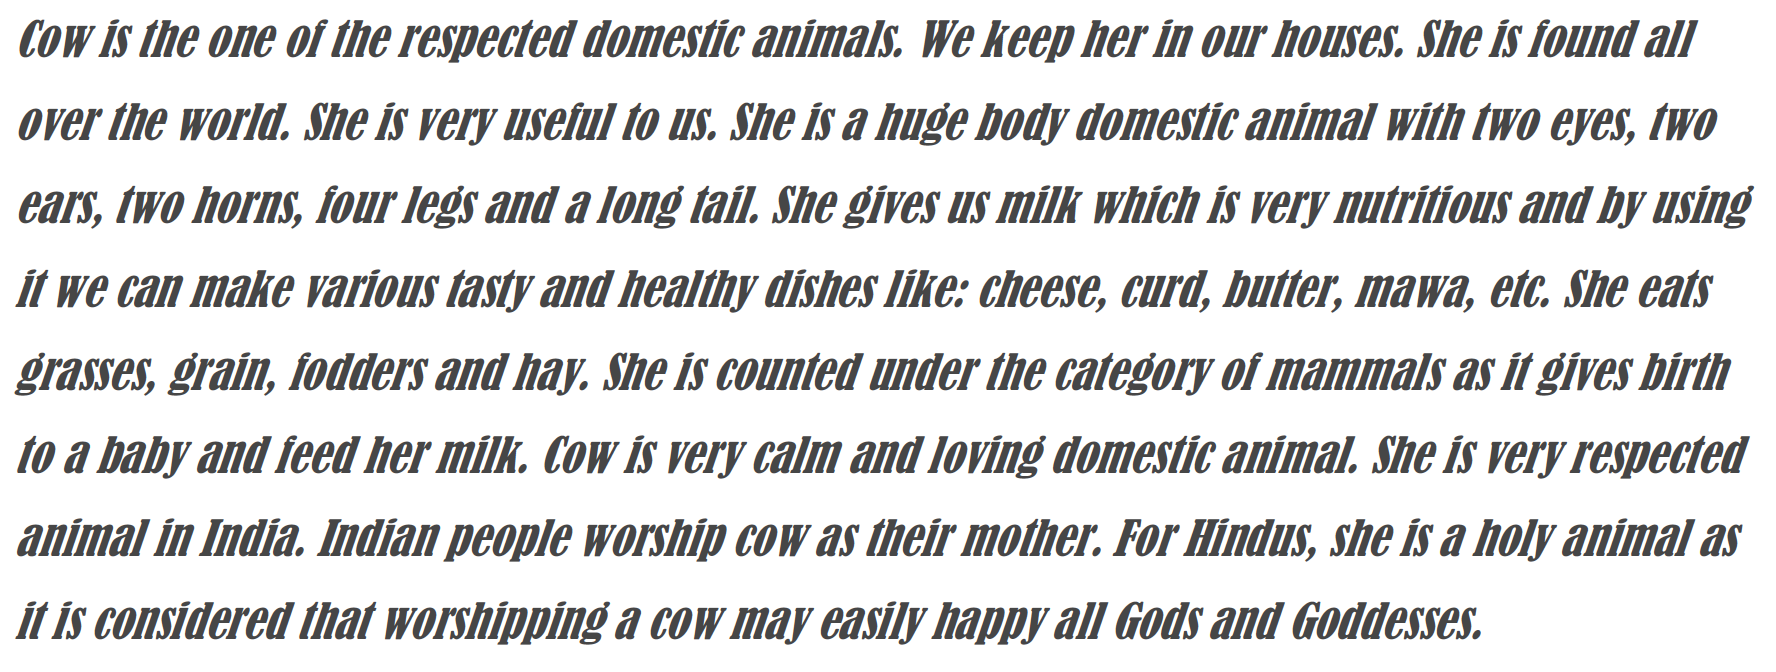 Cow is the one of the respected domestic animals. We keep her in our houses. She is found all
over the world. She is very useful to us. She is a huge body domestic animal with two eyes, two
ears, two horns, four legs and a long tail. She gives us milk which is very nutritious and by using
it we can make various tasty and healthy dishes like: cheese, curd, butter, mawa, etc. She eats
grasses, grain, fodders and hay. She is counted under the category of mammals as it gives birth
to a baby and feed her milk. Cow is very calm and loving domestic animal. She is very respected
animal in India. Indian people worship cow as their mother. For Hindus, she is a holy animal as
it is considered that worshipping a cow may easily happy all Gods and Goddesses.